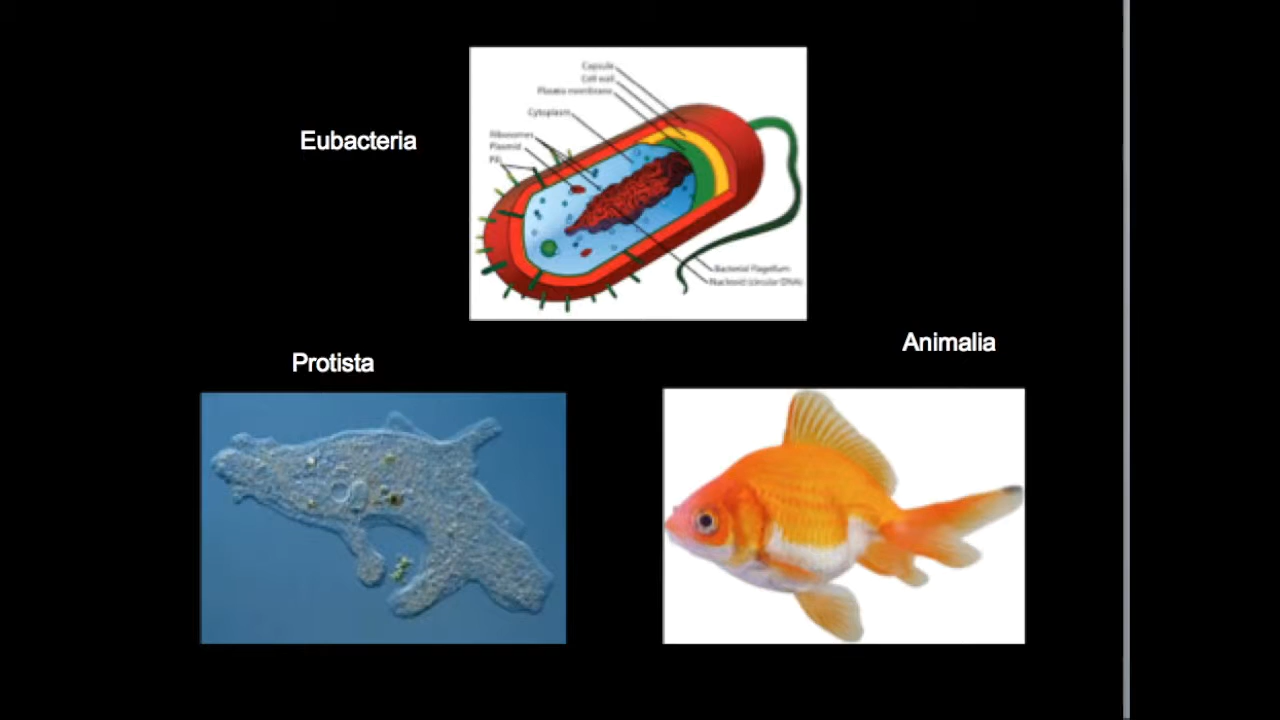 Capsule
Cell wall
Plasma membrane
Cytoplasm
Eubacteria
Ribosomes
Plasmid
Pili
Bacterial Flagellum
Nucleoid (circular DNA)
Animalia
Protista